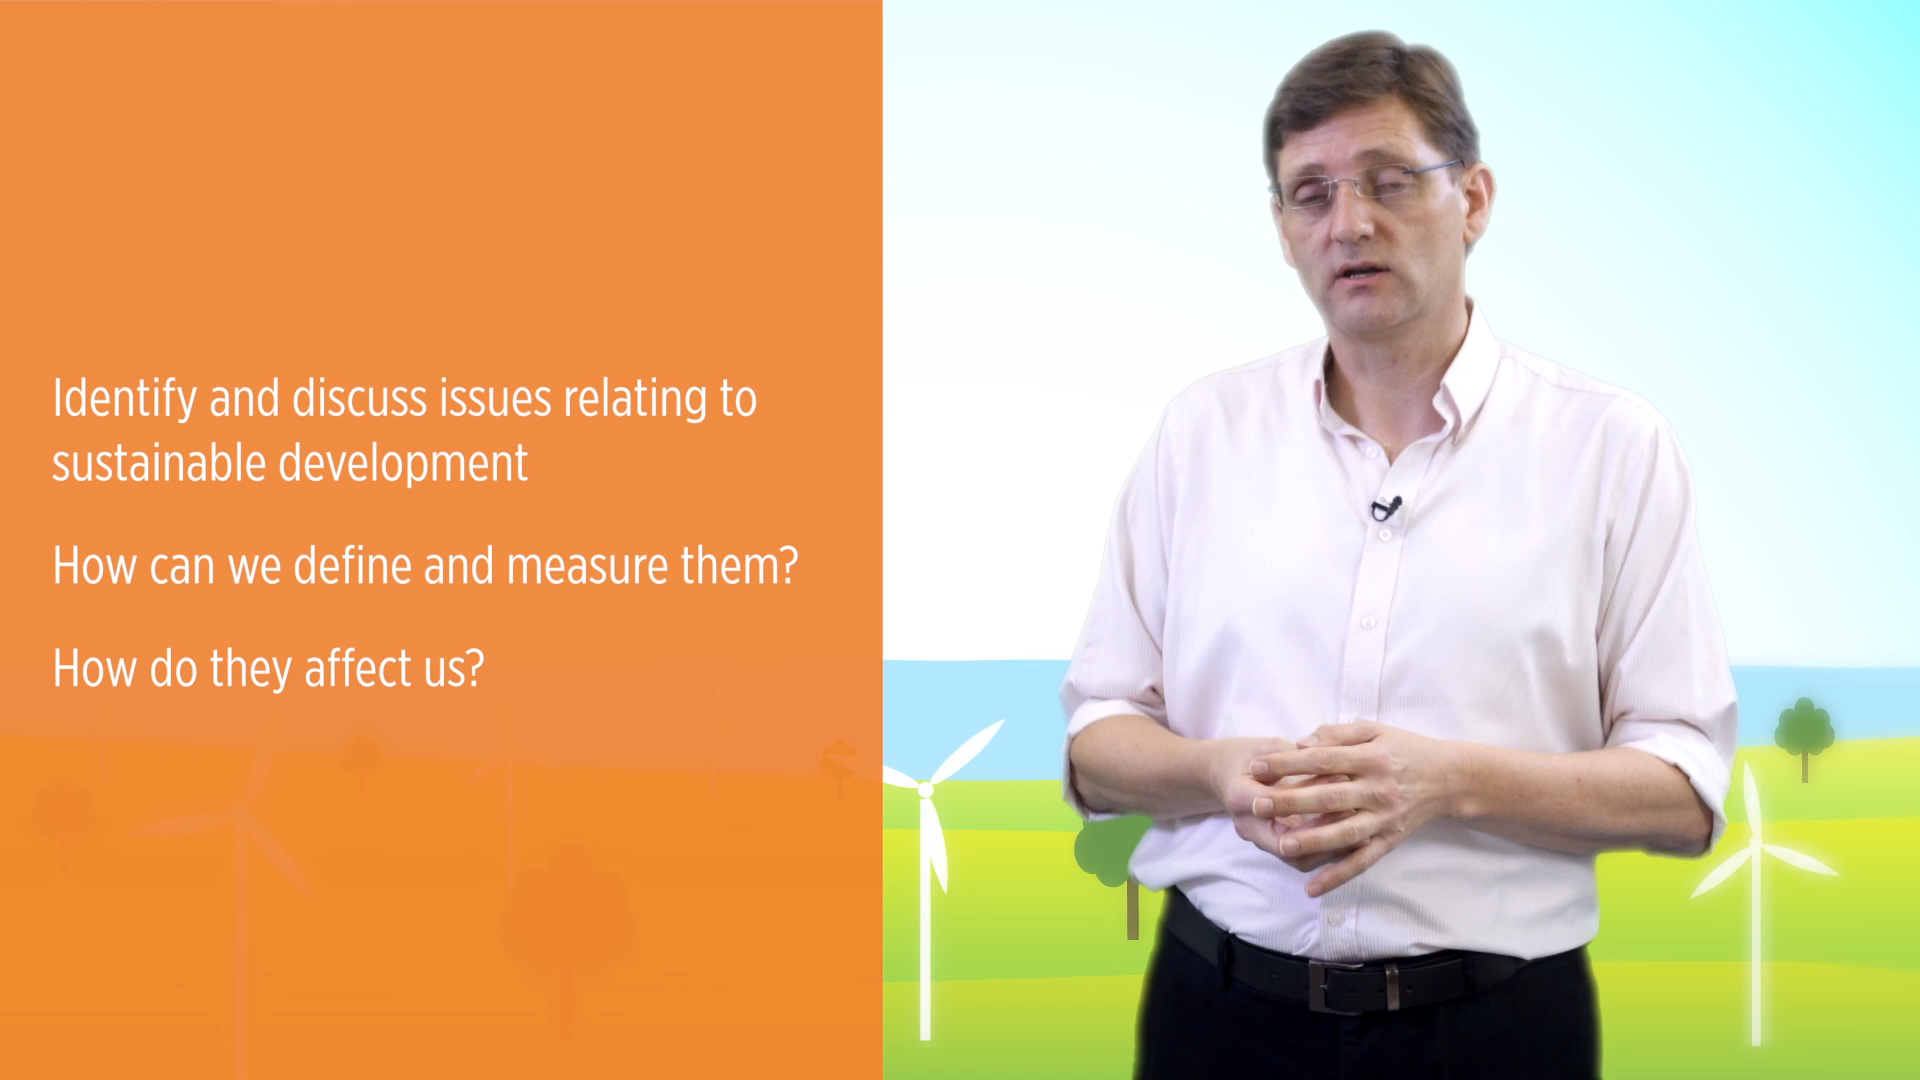 Identify and discuss issues relating to
sustainable development
How can we define and measure them?
How do they affect us?